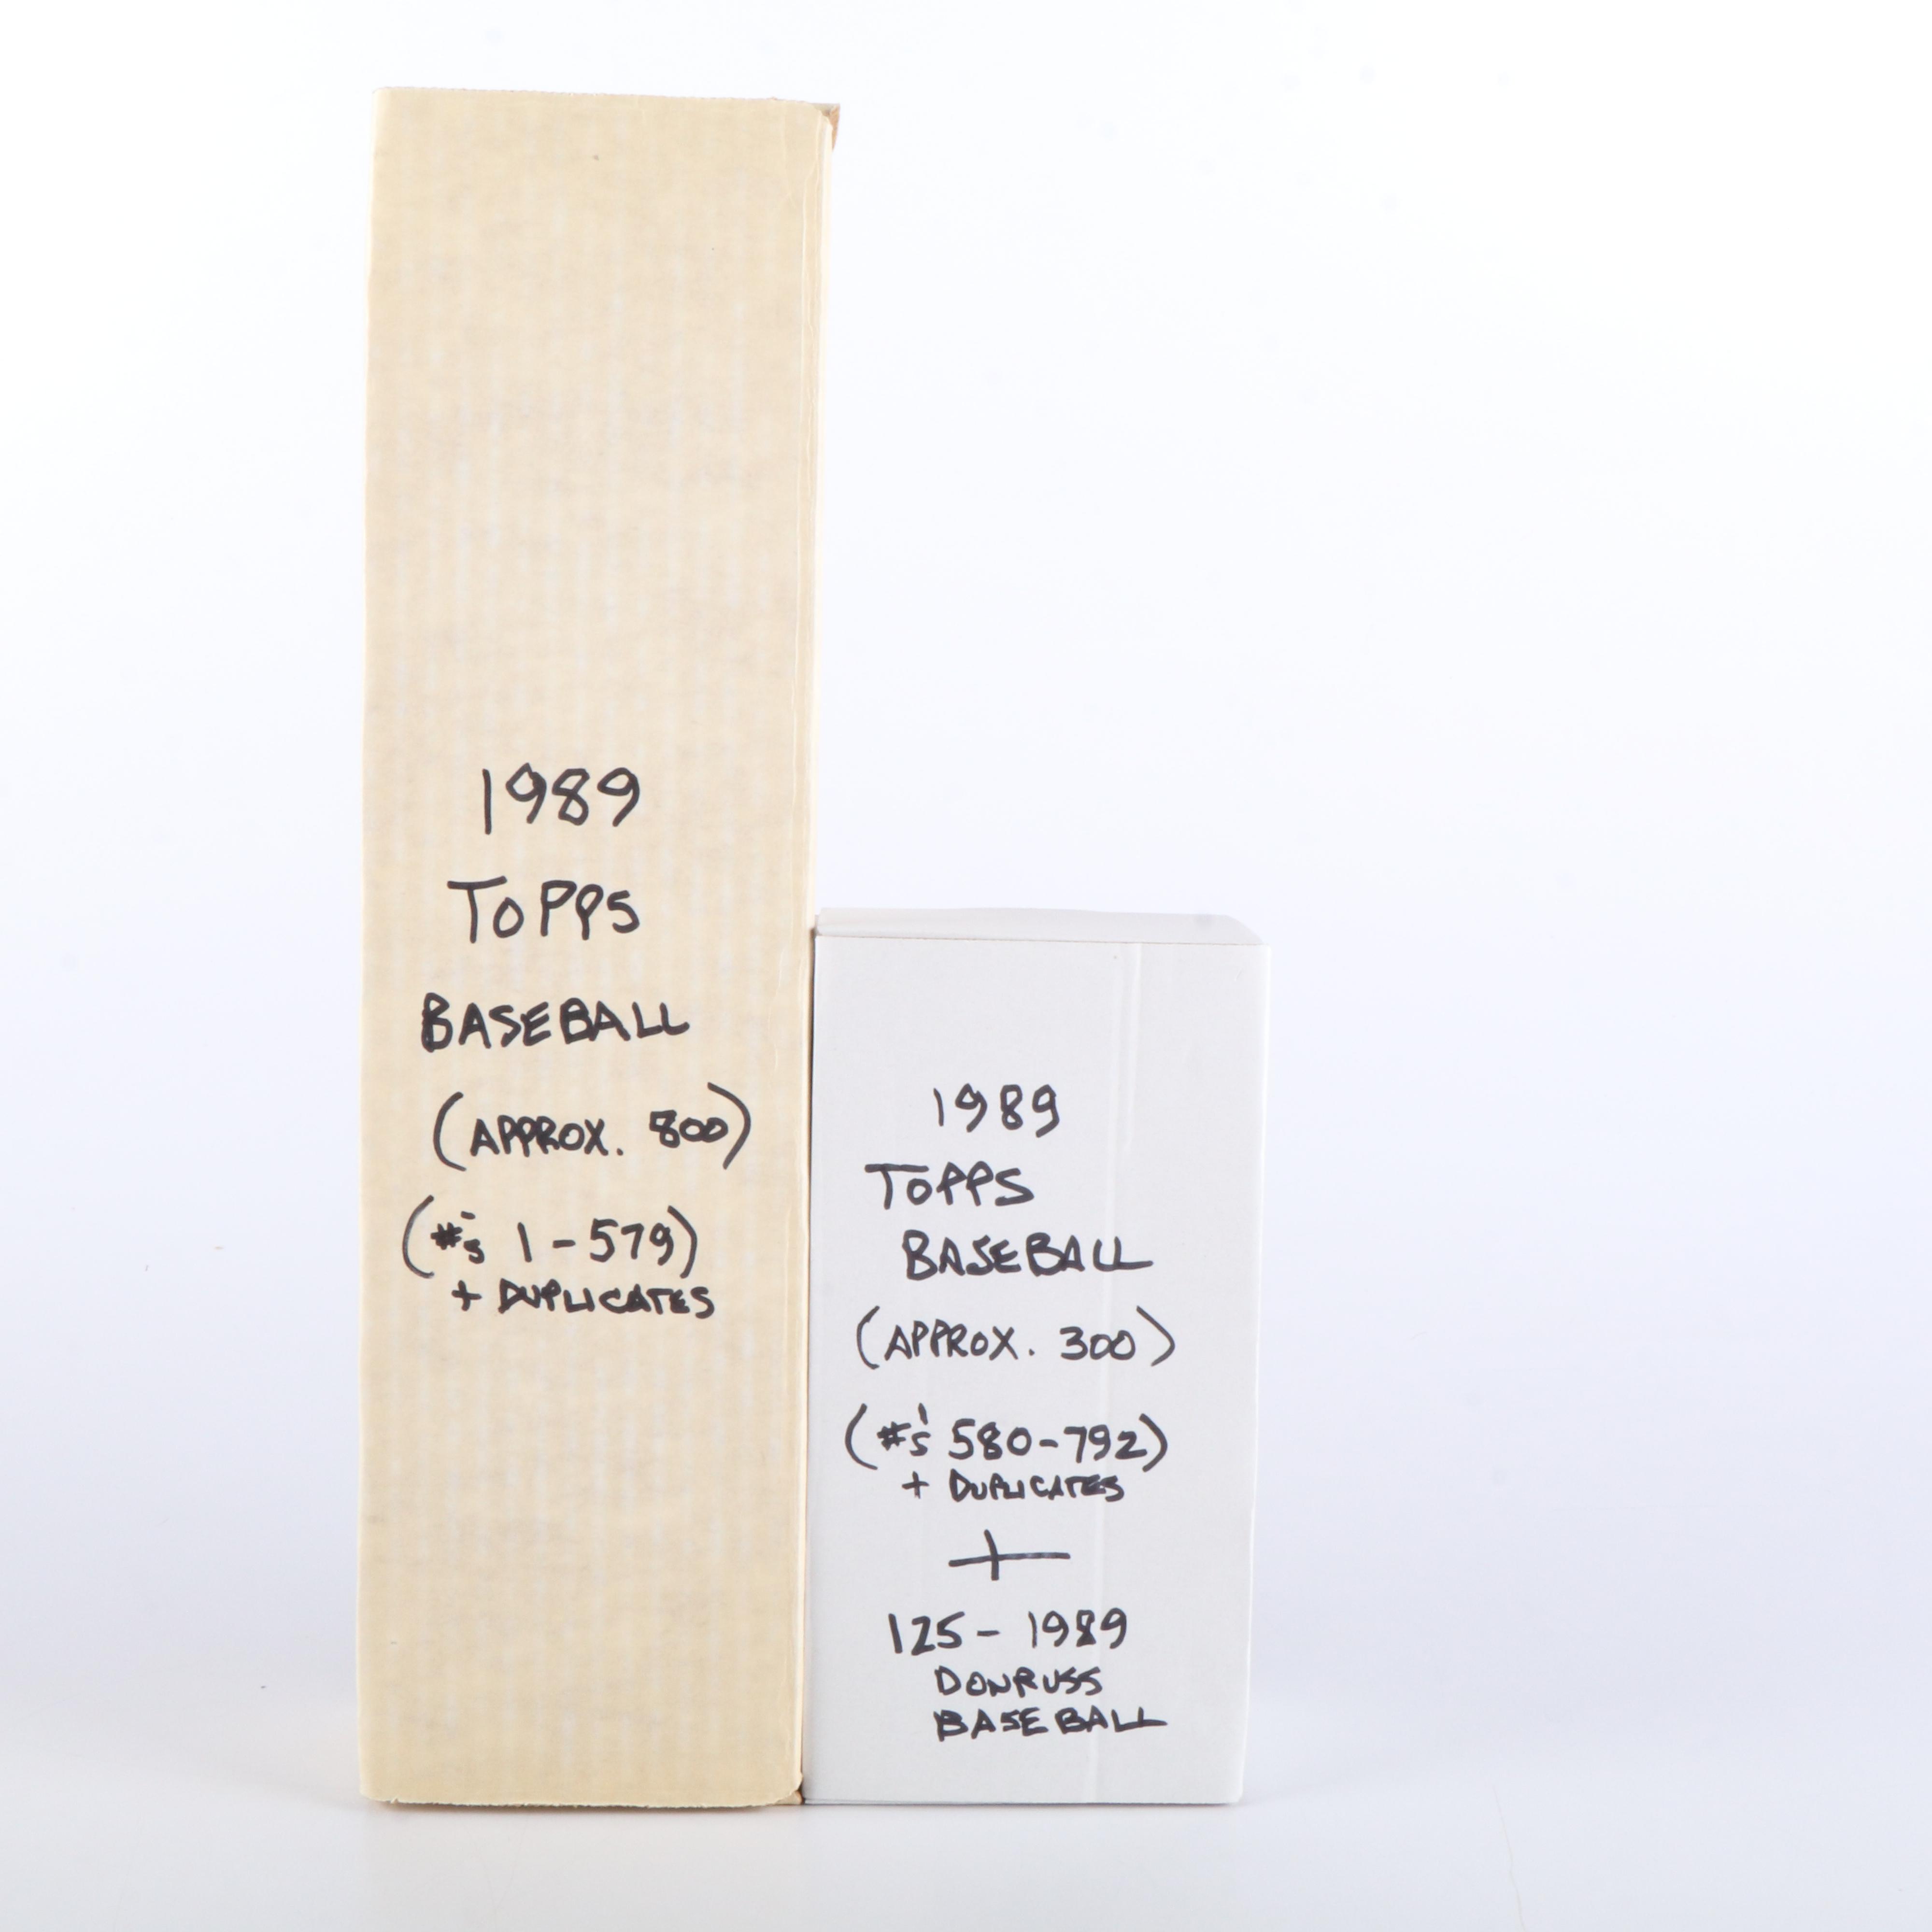 1989
TOPPS
BASEBALL
(APPROX. 800)
(#'s 1-579)
+ DUPLICATES
1989
TOPPS
BASEBALL
(APPROX. 300)
(#'s 580-792)
+ DUPLICATES
+
125- 1989
DONRUSS
BASEBALL